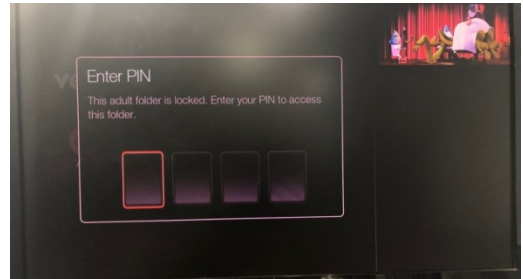 Enter PIN
This adult folder is locked. Enter your PIN to access
this folder.